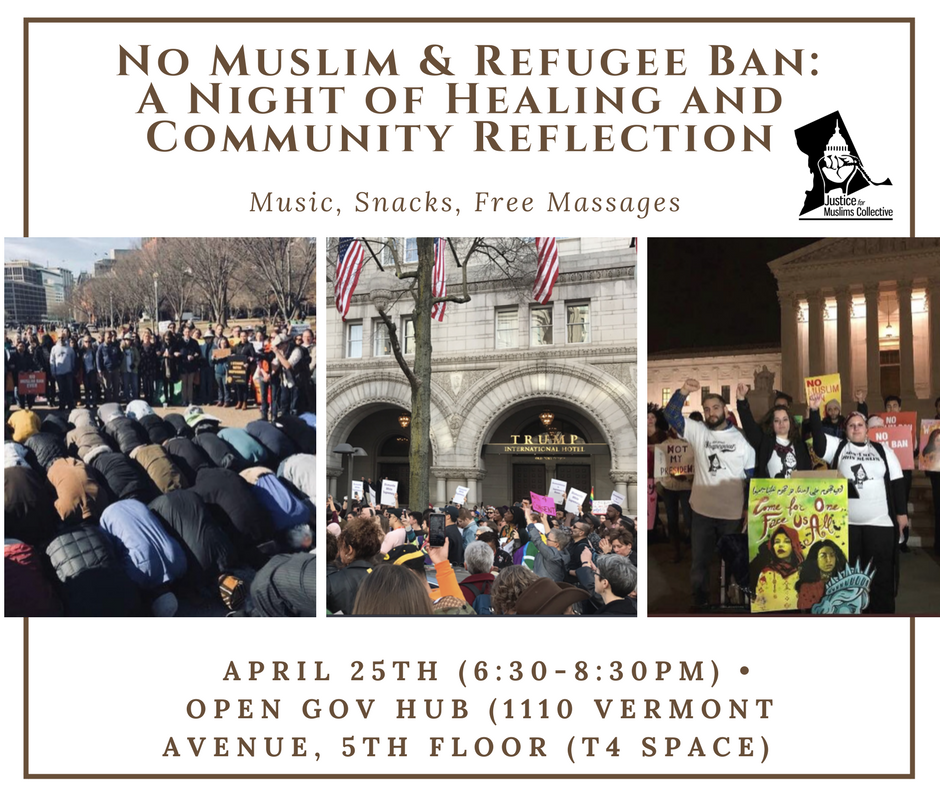 No Muslim & Refugee Ban:
A Night of Healing and
Community Reflection
Justice for
Muslims Collective
Music, Snacks, Free Massages
TRUMP
INTERNATIONAL HOTEL
NO
MUSLIM
NOT
MY
NO
BAN
Come for One..
Face Us All.
APRIL 25TH (6:30-8:30PM) •
OPEN GOV HUB (1110 VERMONT
AVENUE, 5TH FLOOR (T4 SPACE)